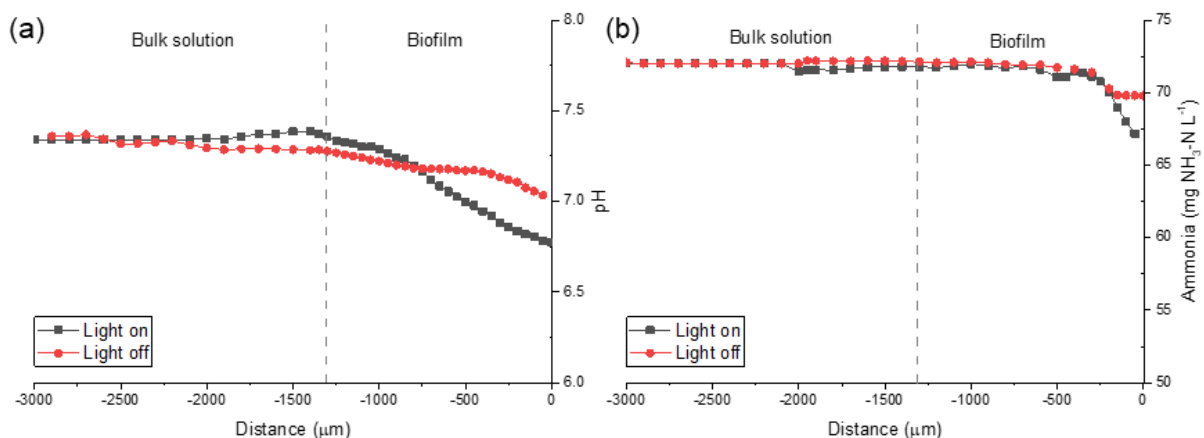 (a)
Bulk solution
Biofilm
8.0
7.5
7.0
6.5
6.0
pH
Light on
Light off
-3000
-2500
-2000
-1500
-1000
-500
0
Distance (μm)
(b)
Bulk solution
Biofilm
75
70
65
60
55
50
Ammonia (mg NH₃-N L⁻¹)
Light on
Light off
-3000
-2500
-2000
-1500
-1000
-500
0
Distance (μm)